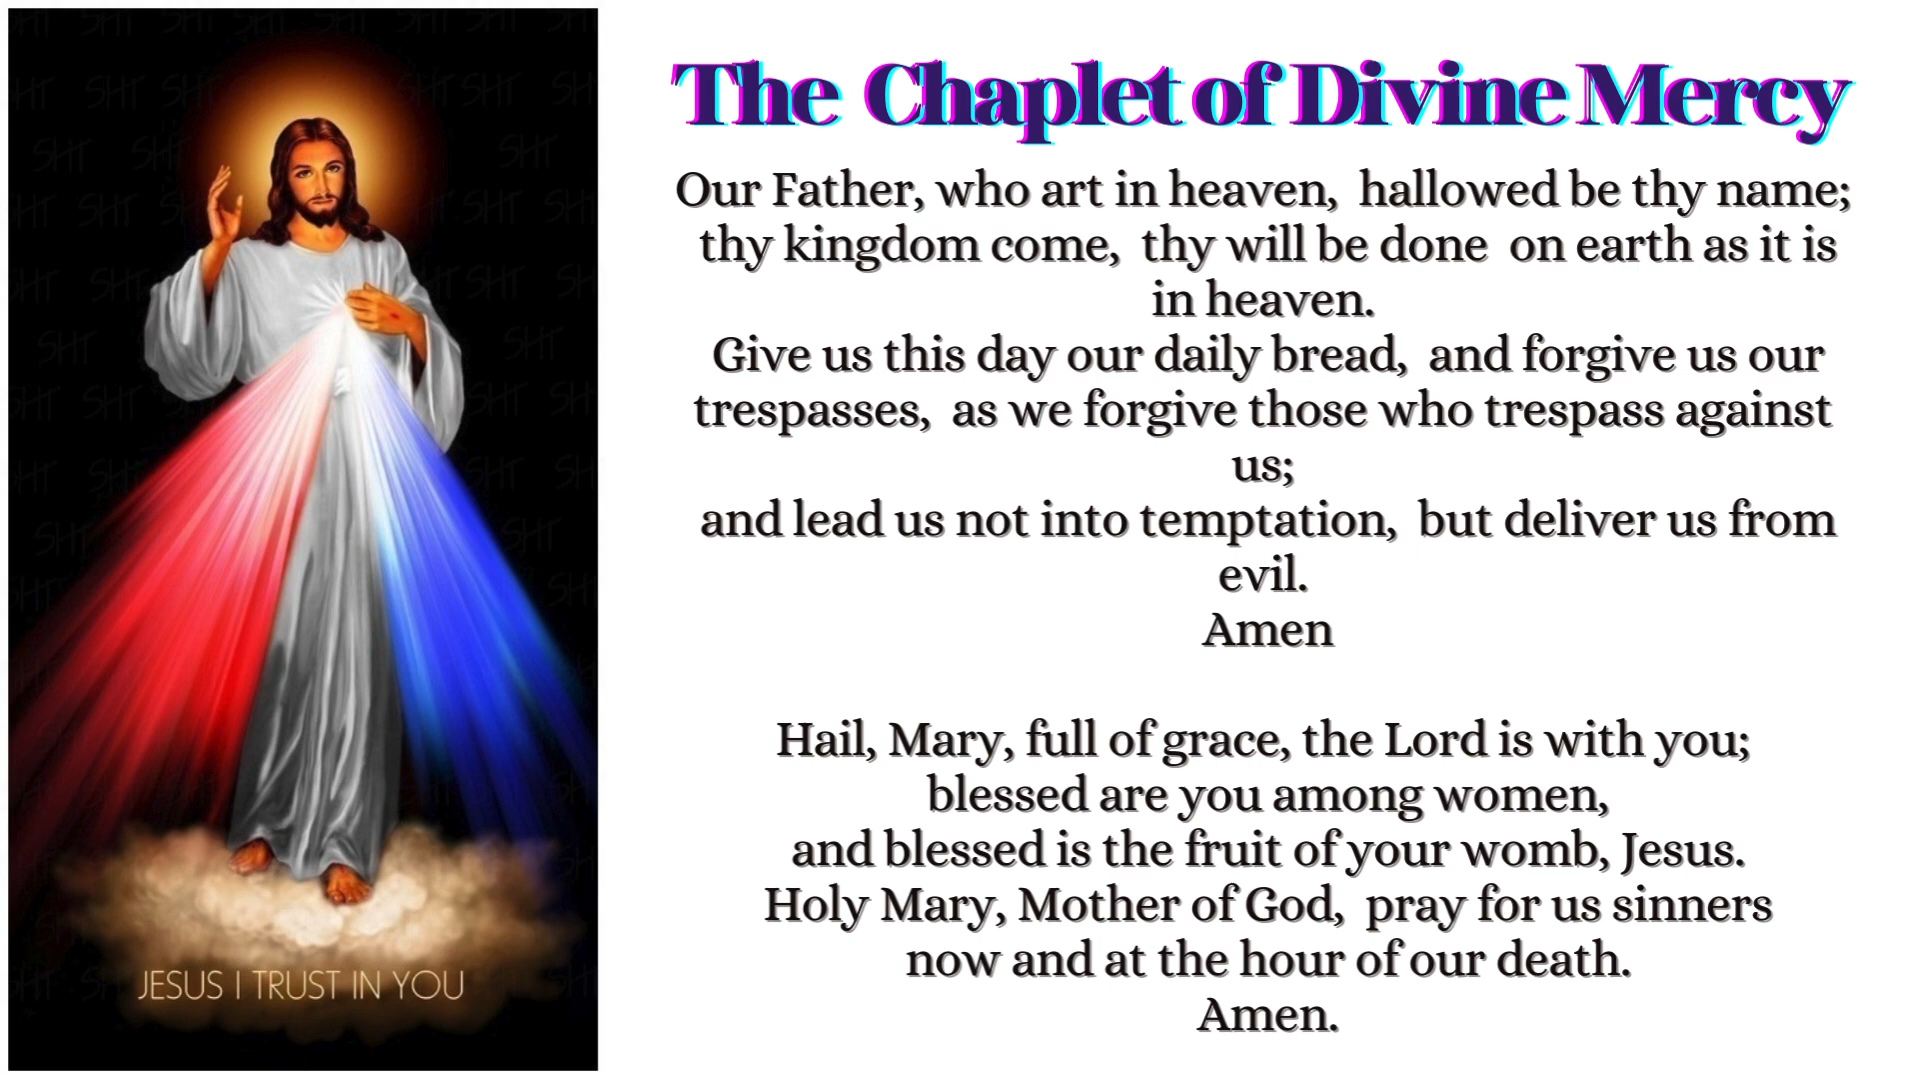 The Chaplet of Divine Mercy
Our Father, who art in heaven, hallowed be thy name;
thy kingdom come, thy will be done on earth as it is
in heaven.
Give us this day our daily bread, and forgive us our
trespasses, as we forgive those who trespass against
us;
and lead us not into temptation, but deliver us from
evil.
Amen
Hail, Mary, full of grace, the Lord is with you;
blessed are you among women,
and blessed is the fruit of your womb, Jesus.
Holy Mary, Mother of God, pray for us sinners
now and at the hour of our death.
Amen.
JESUS I TRUST IN YOU